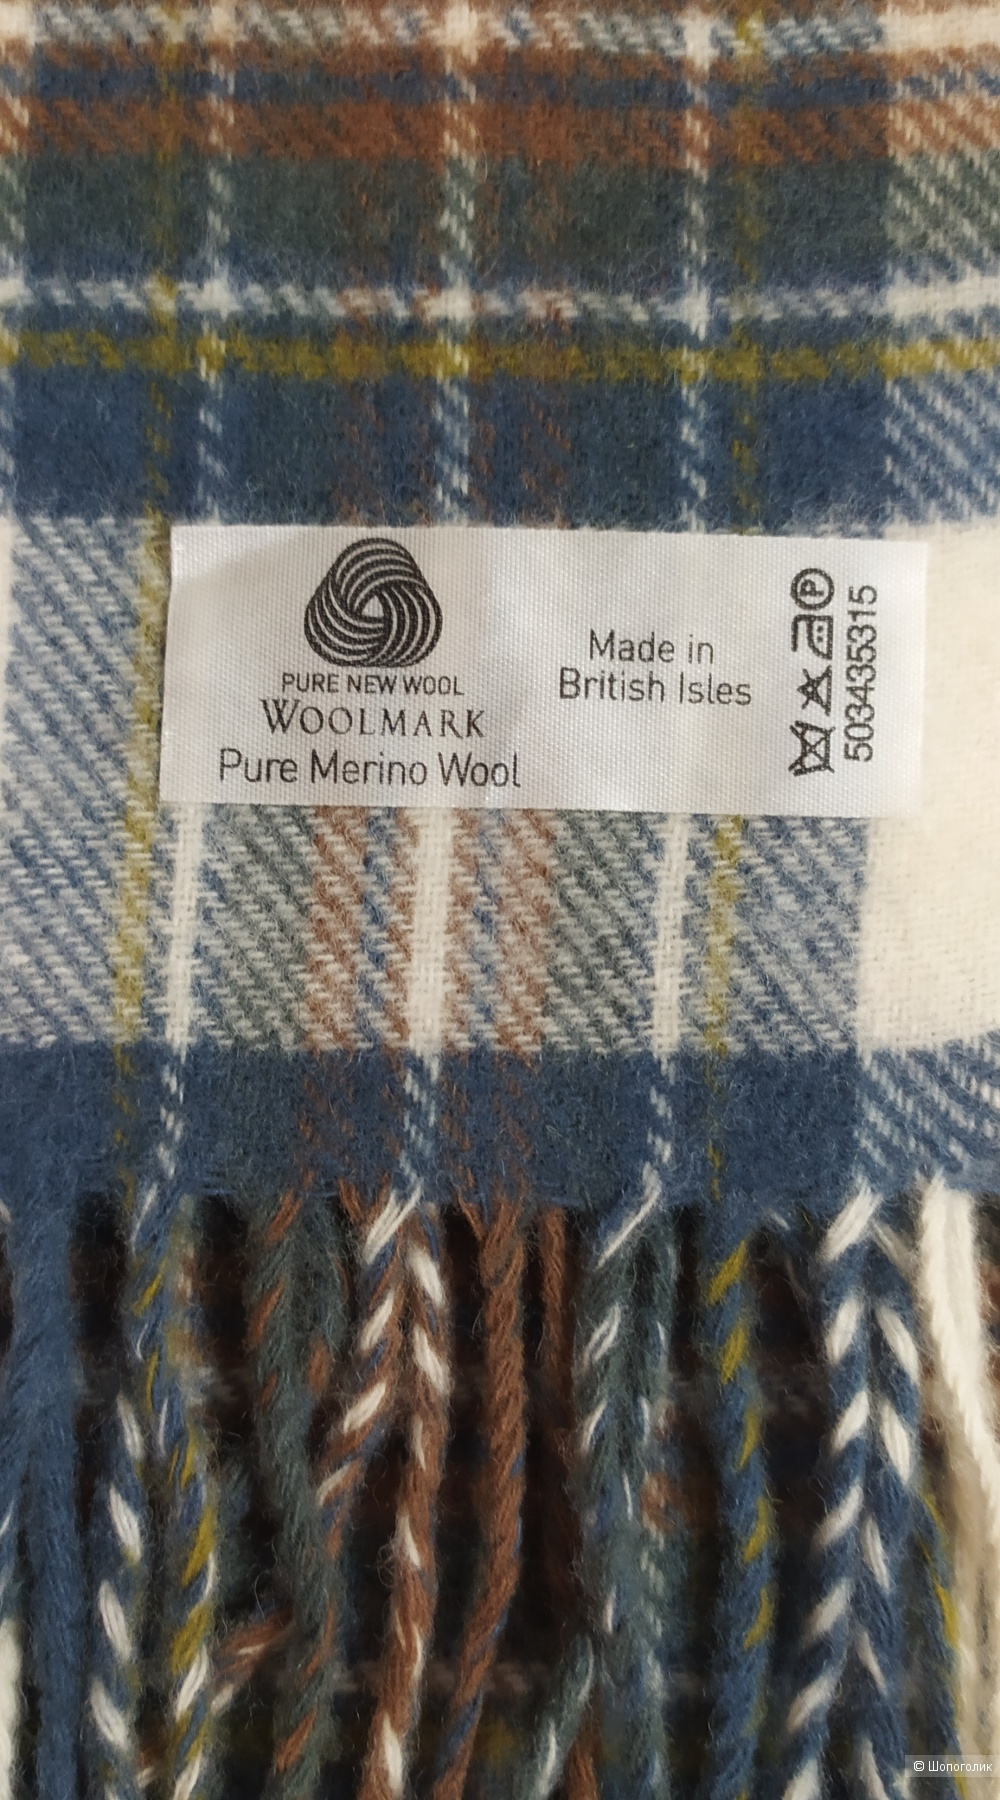 PURE NEW WOOL
WOOLMARK
Pure Merino Wool
Made in
British Isles
P
503435315
© Шопоголик